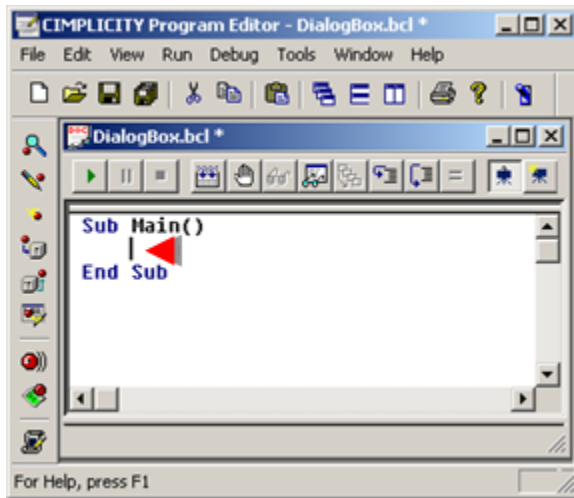 CIMPLICITY Program Editor - DialogBox.bcl *
File Edit View Run Debug Tools Window Help
DialogBox.bcl *
Sub Main()
End Sub
For Help, press F1